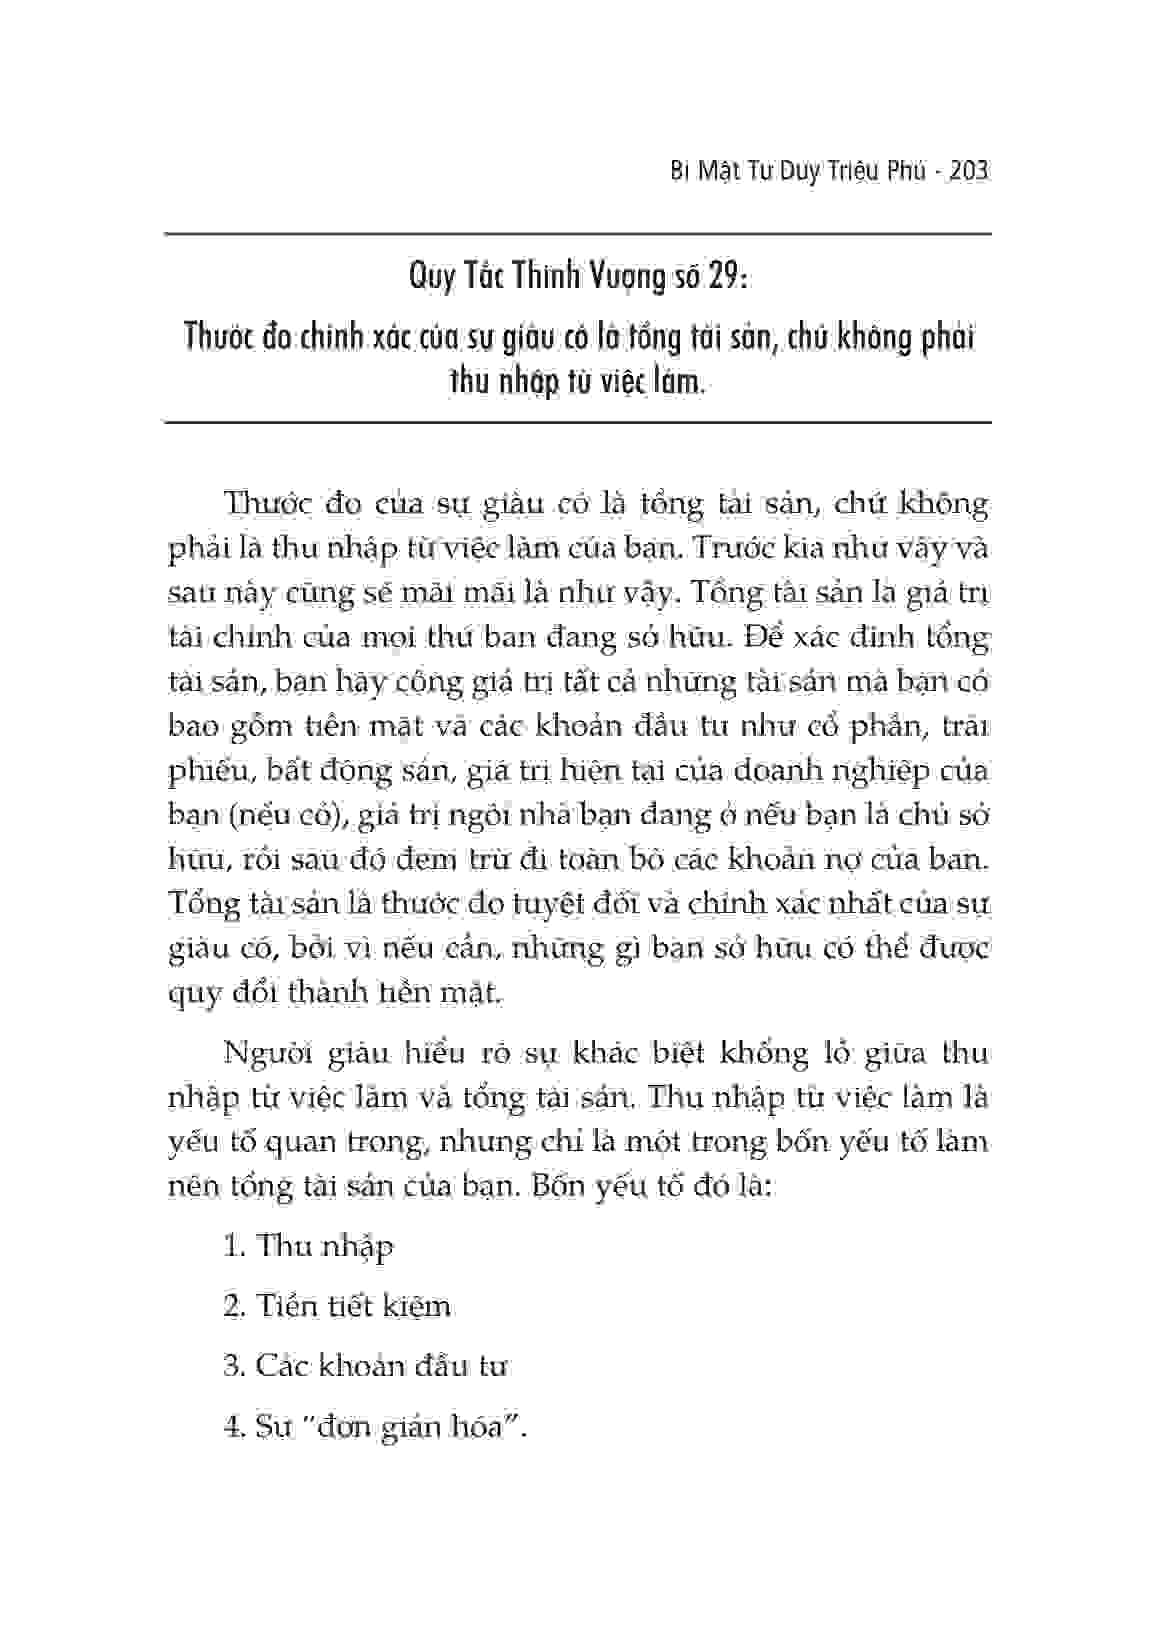 Bí Mật Tư Duy Triệu Phú - 203
Quy Tắc Thịnh Vượng số 29:
Thước đo chính xác của sự giàu có là tổng tài sản, chứ không phải
thu nhập từ việc làm.
Thước đo của sự giàu có là tổng tài sản, chứ không
phải là thu nhập từ việc làm của bạn. Trước kia như vậy và
sau này cũng sẽ mãi mãi là như vậy. Tổng tài sản là giá trị
tài chính của mọi thứ bạn đang sở hữu. Để xác định tổng
tài sản, bạn hãy cộng giá trị tất cả những tài sản mà bạn có
bao gồm tiền mặt và các khoản đầu tư như cổ phần, trái
phiếu, bất động sản, giá trị hiện tại của doanh nghiệp của
bạn (nếu có), giá trị ngôi nhà bạn đang ở nếu bạn là chủ sở
hữu, rồi sau đó đem trừ đi toàn bộ các khoản nợ của bạn.
Tổng tài sản là thước đo tuyệt đối và chính xác nhất của sự
giàu có, bởi vì nếu cần, những gì bạn sở hữu có thể được
quy đổi thành tiền mặt.
Người giàu hiểu rõ sự khác biệt khổng lồ giữa thu
nhập từ việc làm và tổng tài sản. Thu nhập từ việc làm là
yếu tố quan trọng, nhưng chỉ là một trong bốn yếu tố làm
nên tổng tài sản của bạn. Bốn yếu tố đó là:
1. Thu nhập
2. Tiền tiết kiệm
3. Các khoản đầu tư
4. Sự “đơn giản hóa”.